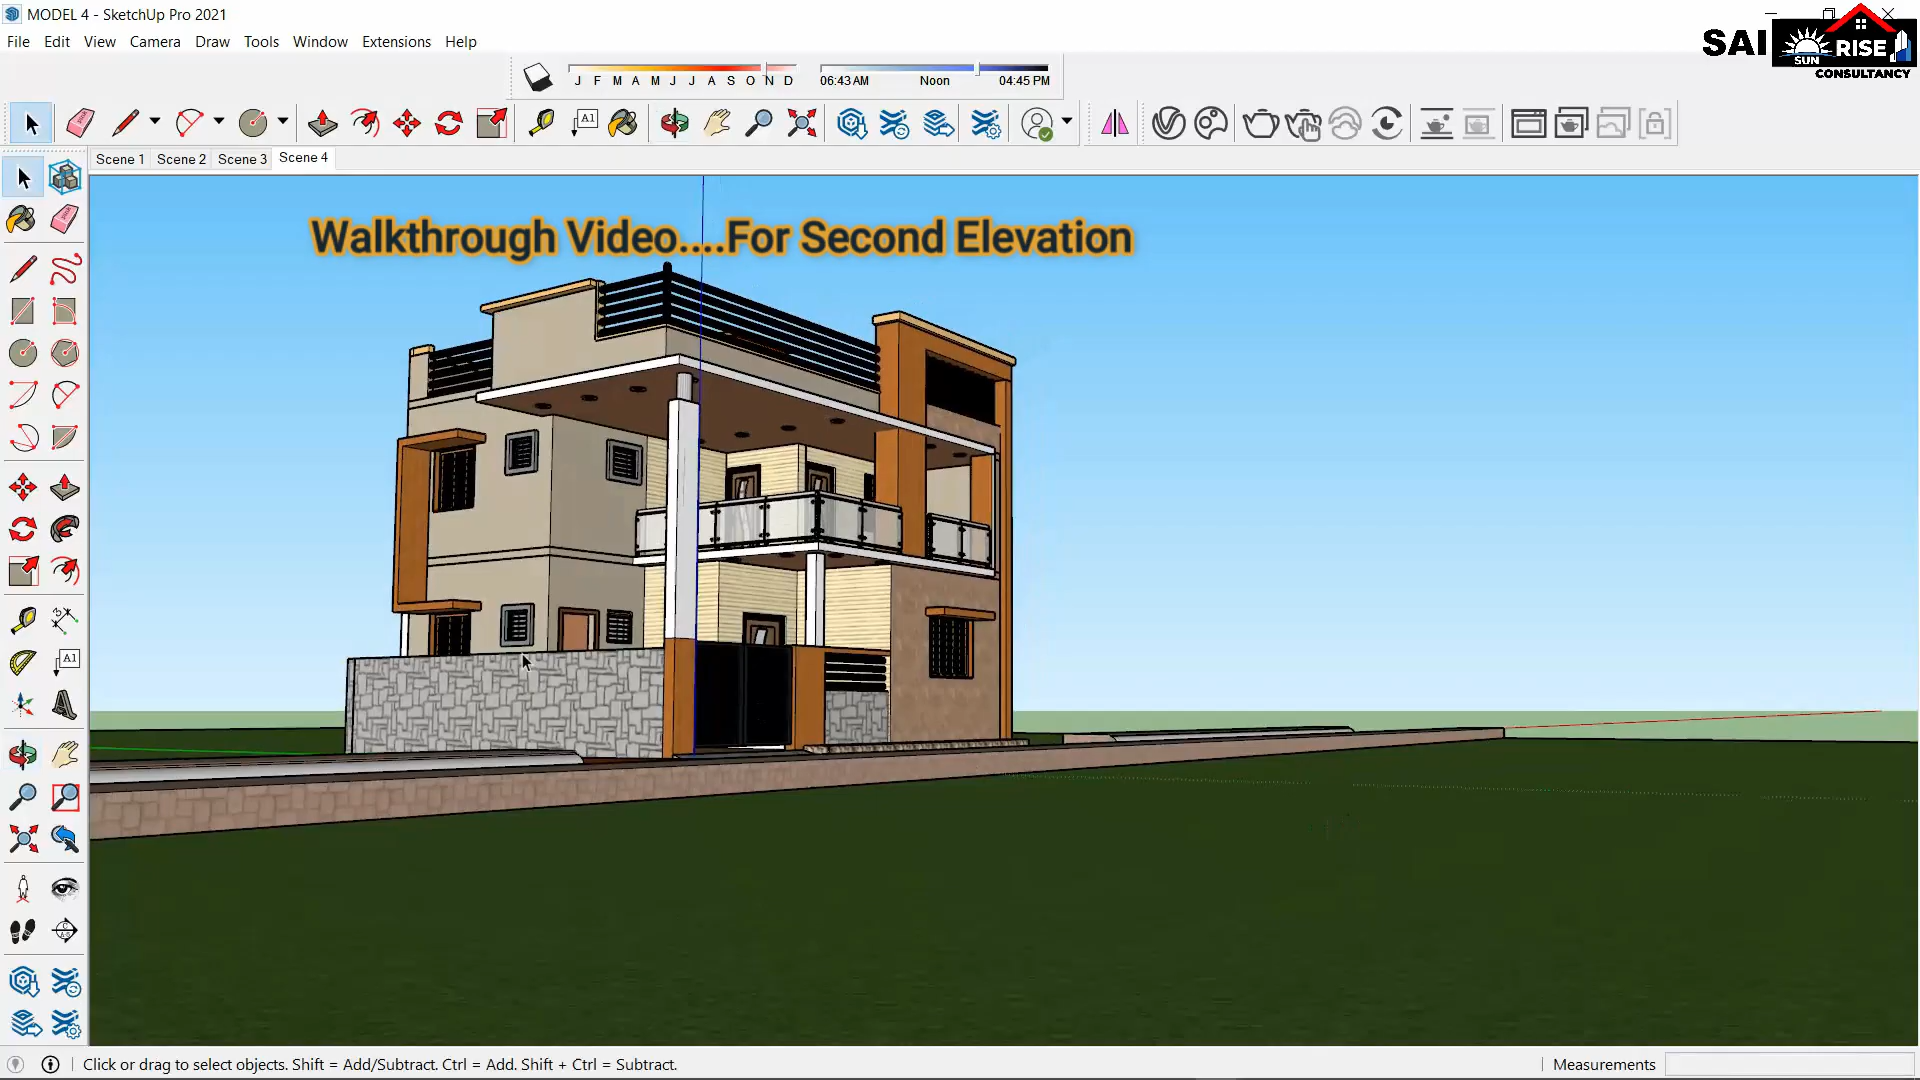 MODEL 4 - SketchUp Pro 2021
File Edit View Camera Draw Tools Window Extensions Help
SAI SUN RISE CONSULTANCY
J F M A M J J A S O N D 06:43 AM Noon 04:45 PM
A1
Scene 1 Scene 2 Scene 3 Scene 4
Walkthrough Video....For Second Elevation
A1
Click or drag to select objects. Shift = Add/Subtract. Ctrl = Add. Shift + Ctrl = Subtract.
Measurements